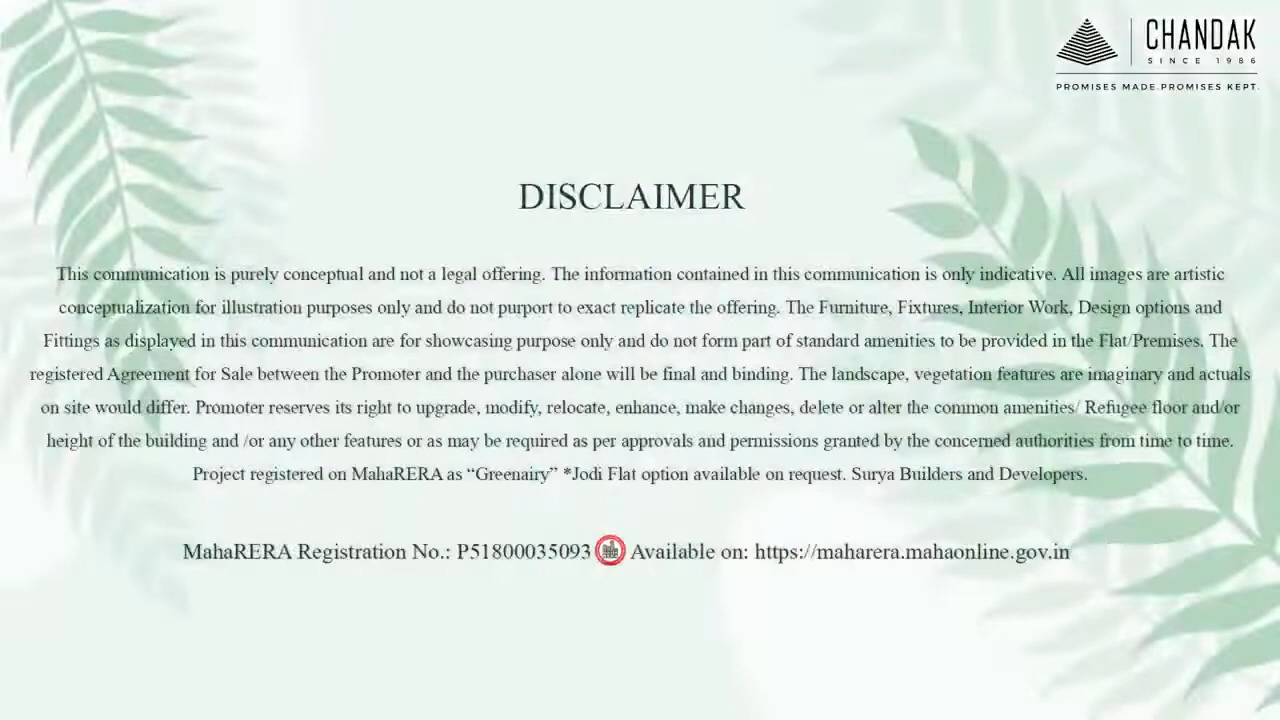 CHANDAK
SINCE 1986
PROMISES MADE.PROMISES KEPT.
DISCLAIMER
This communication is purely conceptual and not a legal offering. The information contained in this communication is only indicative. All images are artistic
conceptualization for illustration purposes only and do not purport to exact replicate the offering. The Furniture, Fixtures, Interior Work, Design options and
Fittings as displayed in this communication are for showcasing purpose only and do not form part of standard amenities to be provided in the Flat/Premises. The
registered Agreement for Sale between the Promoter and the purchaser alone will be final and binding. The landscape, vegetation features are imaginary and actuals
on site would differ. Promoter reserves its right to upgrade, modify, relocate, enhance, make changes, delete or alter the common amenities/ Refugee floor and/or
height of the building and /or any other features or as may be required as per approvals and permissions granted by the concerned authorities from time to time.
Project registered on MahaRERA as “Greenairy” *Jodi Flat option available on request. Surya Builders and Developers.
MahaRERA Registration No.: P51800035093 Available on: https://maharera.mahaonline.gov.in